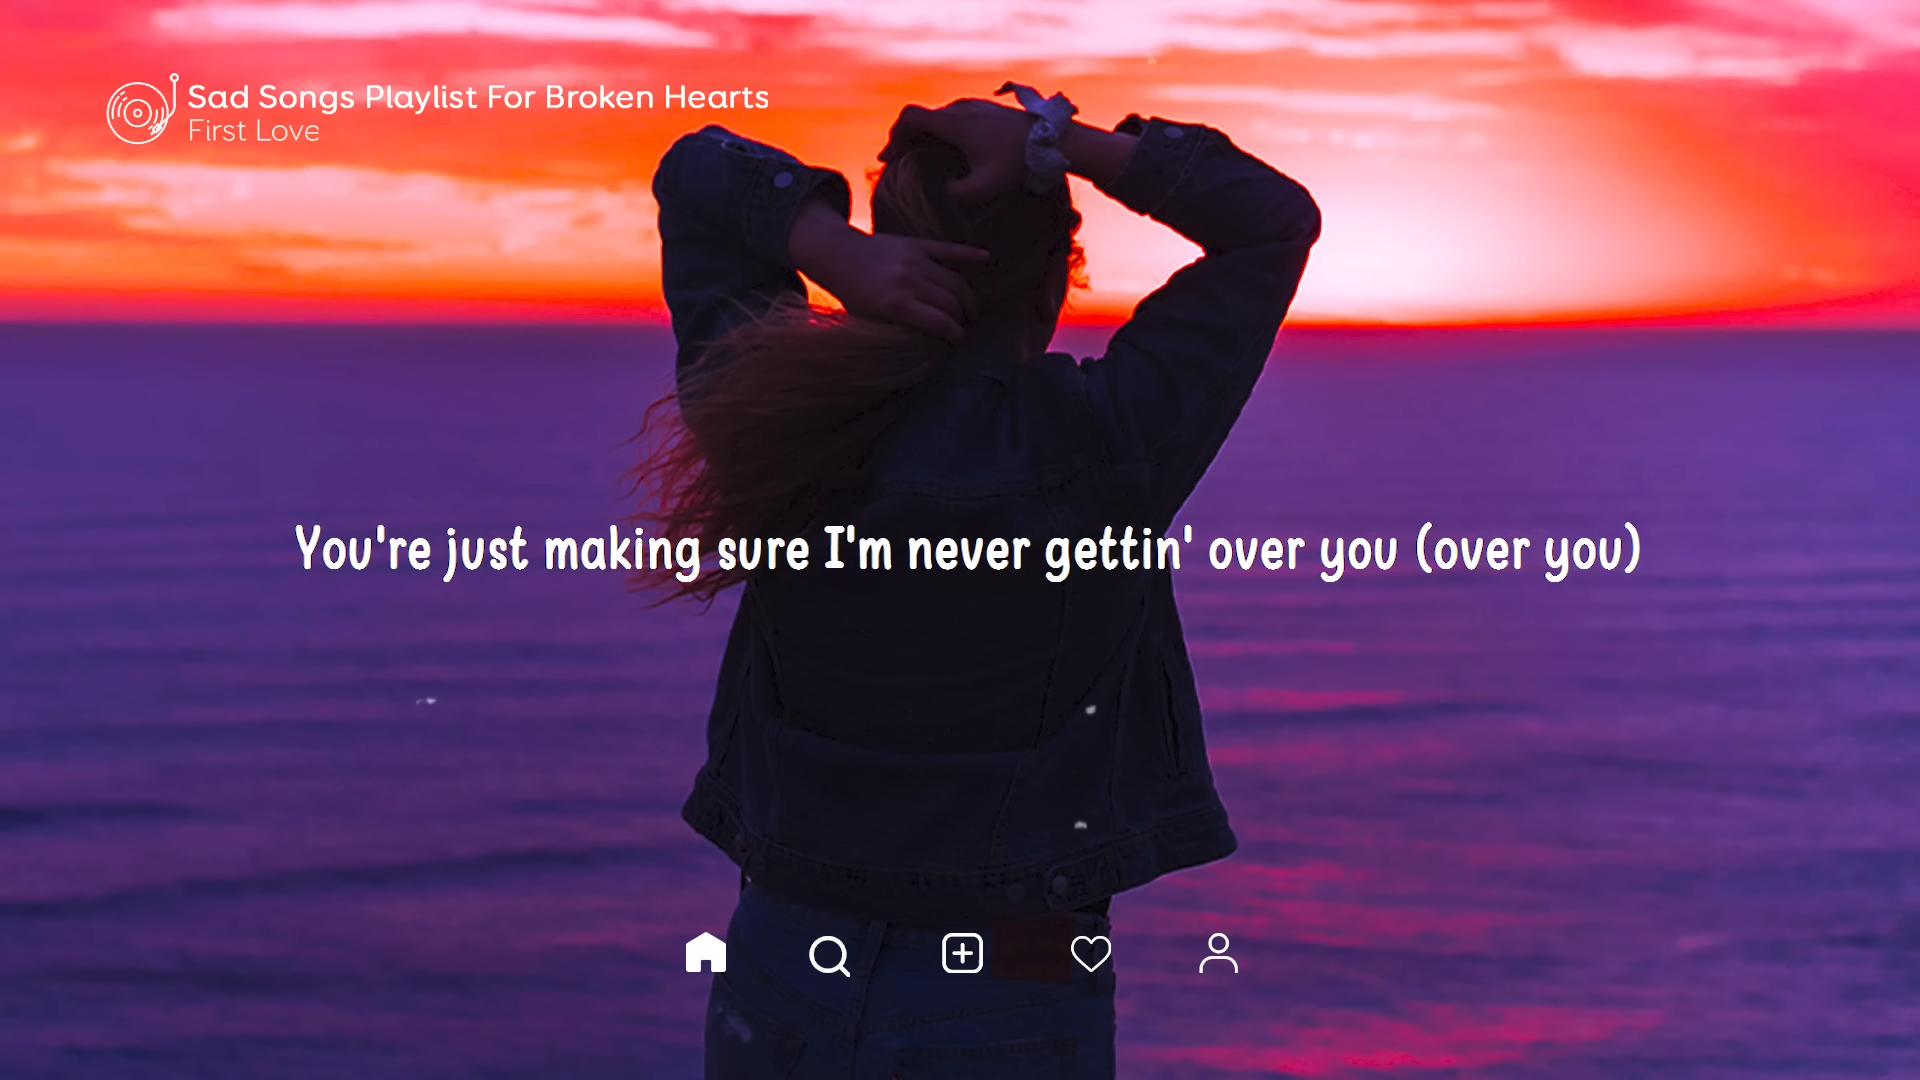 Sad Songs Playlist For Broken Hearts
First Love
You're just making sure I'm never gettin' over you (over you)